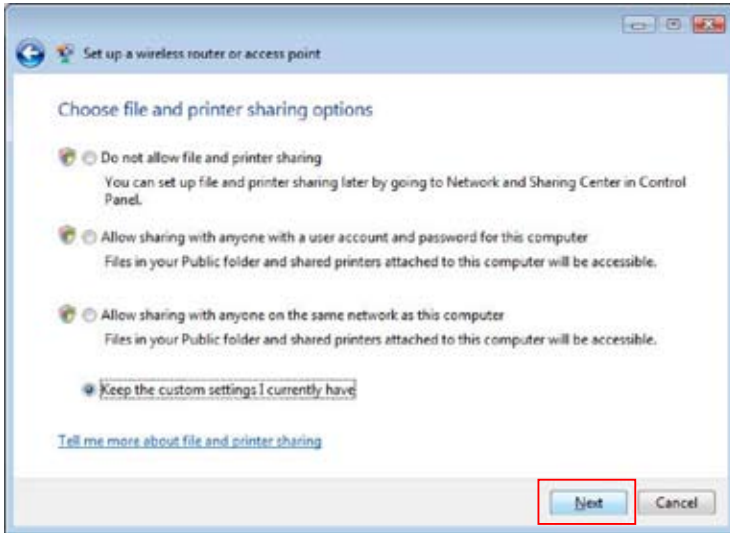 Set up a wireless router or access point
Choose file and printer sharing options
Do not allow file and printer sharing
You can set up file and printer sharing later by going to Network and Sharing Center in Control
Panel.
Allow sharing with anyone with a user account and password for this computer
Files in your Public folder and shared printers attached to this computer will be accessible.
Allow sharing with anyone on the same network as this computer
Files in your Public folder and shared printers attached to this computer will be accessible.
Keep the custom settings I currently have
Tell me more about file and printer sharing
Next Cancel